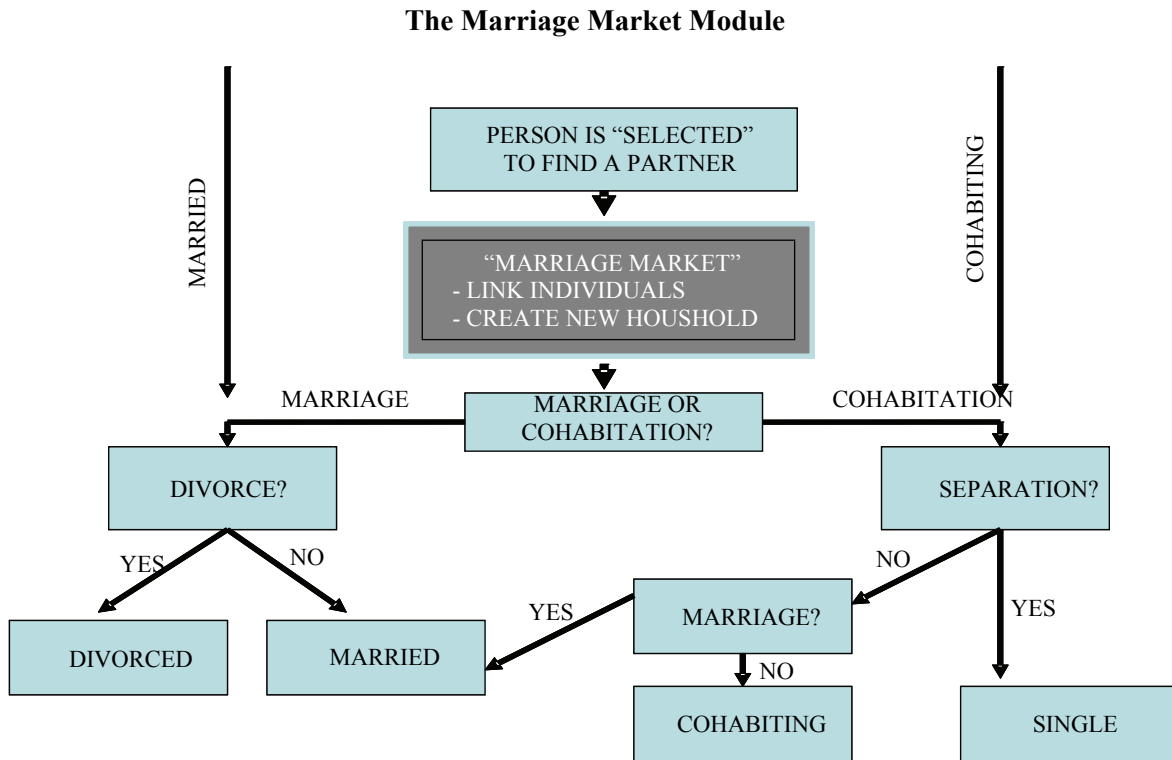 The Marriage Market Module
PERSON IS “SELECTED”
TO FIND A PARTNER
MARRIED
COHABITING
“MARRIAGE MARKET”
- LINK INDIVIDUALS
- CREATE NEW HOUSHOLD
MARRIAGE
MARRIAGE OR
COHABITATION?
COHABITATION
DIVORCE?
SEPARATION?
YES
NO
NO
YES
MARRIAGE?
YES
DIVORCED
MARRIED
NO
COHABITING
SINGLE